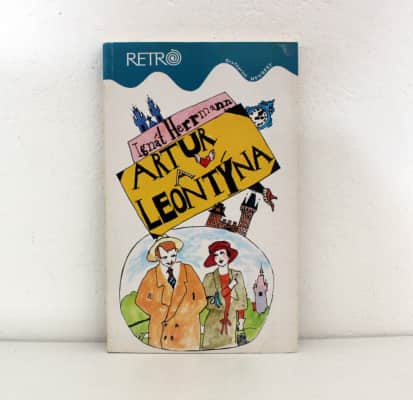 RETRO
Ignát Herrmann
ARTUR
A
LEONTÝNA